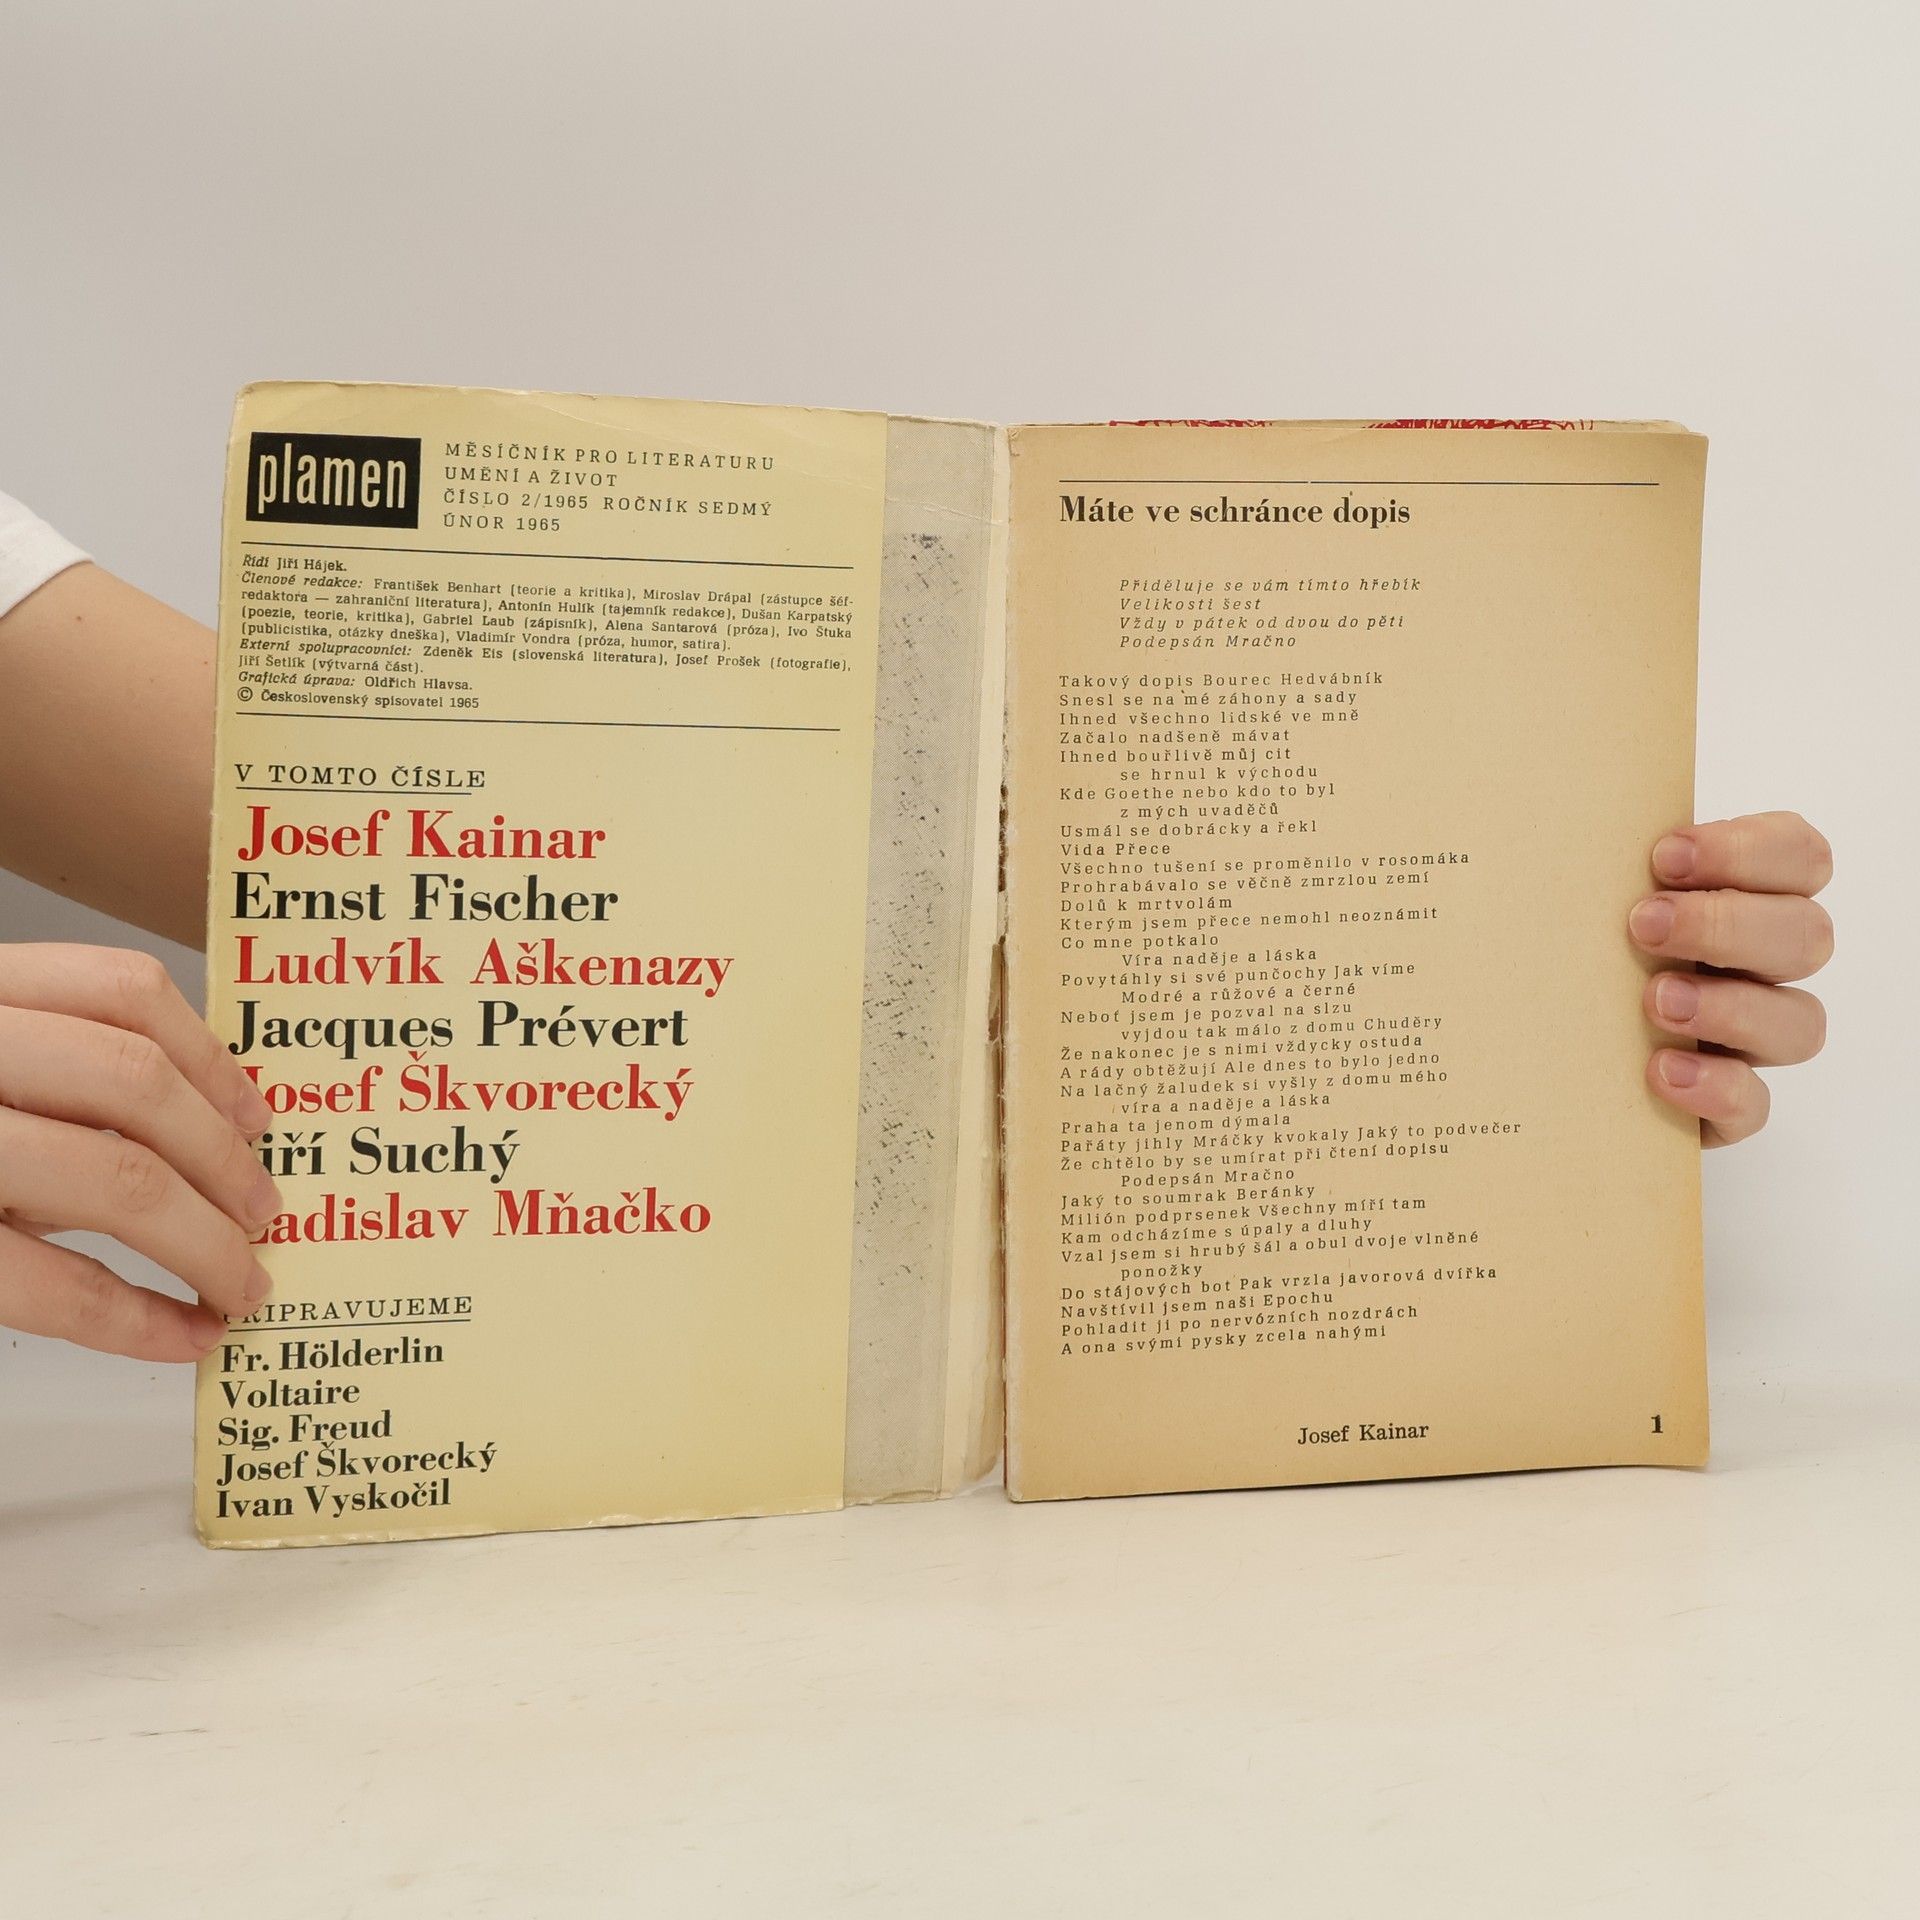 plamen
MĚSÍČNÍK PRO LITERATURU
UMĚNÍ A ŽIVOT
ČÍSLO 2/1965 ROČNÍK SEDMÝ
ÚNOR 1965
Řídí Jiří Hájek.
Členové redakce: František Benhart (teorie a kritika), Miroslav Drápal (zástupce šéf-
redaktora — zahraniční literatura), Antonín Hulík (tajemník redakce), Dušan Karpatský
(poezie, teorie, kritika), Gabriel Laub (zápisník), Alena Santarová (próza), Ivo Štuka
(publicistika, otázky dneška), Vladimír Vondra (próza, humor, satira).
Externí spolupracovníci: Zdeněk Eis (slovenská literatura), Josef Prošek (fotografie),
Jiří Šetlík (výtvarná část).
Grafická úprava: Oldřich Hlavsa.
© Československý spisovatel 1965
V TOMTO ČÍSLE
Josef Kainar
Ernst Fischer
Ludvík Aškenazy
Jacques Prévert
Josef Škvorecký
Jiří Suchý
Ladislav Mňačko
PŘIPRAVUJEME
Fr. Hölderlin
Voltaire
Sig. Freud
Josef Škvorecký
Ivan Vyskočil
Máte ve schránce dopis
Přiděluje se vám tímto hřebík
Velikosti šest
Vždy v pátek od dvou do pěti
Podepsán Mračno
Takový dopis Bourec Hedvábník
Snesl se na mé záhony a sady
Ihned všechno lidské ve mně
Začalo nadšeně mávat
Ihned bouřlivě můj cit
se hrnul k východu
Kde Goethe nebo kdo to byl
z mých uvaděčů
Usmál se dobrácky a řekl
Vida Přece
Všechno tušení se proměnilo v rosomáka
Prohrabávalo se věčně zmrzlou zemí
Dolů k mrtvolám
Kterým jsem přece nemohl neoznámit
Co mne potkalo
Víra naděje a láska
Povytáhly si své punčochy Jak víme
Modré a růžové a černé
Neboť jsem je pozval na slzu
vyjdou tak málo z domu Chuděry
Že nakonec je s nimi vždycky ostuda
A rády obtěžují Ale dnes to bylo jedno
Na lačný žaludek si vyšly z domu mého
víra a naděje a láska
Praha ta jenom dýmala
Pařáty jihly Mráčky kvokaly Jaký to podvečer
Že chtělo by se umírat při čtení dopisu
Podepsán Mračno
Jaký to soumrak Beránky
Milión podprsenek Všechny míří tam
Kam odcházíme s úpaly a dluhy
Vzal jsem si hrubý šál a obul dvoje vlněné
ponožky
Do stájových bot Pak vrzla javorová dvířka
Navštívil jsem naši Epochu
Pohladit ji po nervózních nozdrách
A ona svými pysky zcela nahými
Josef Kainar
1